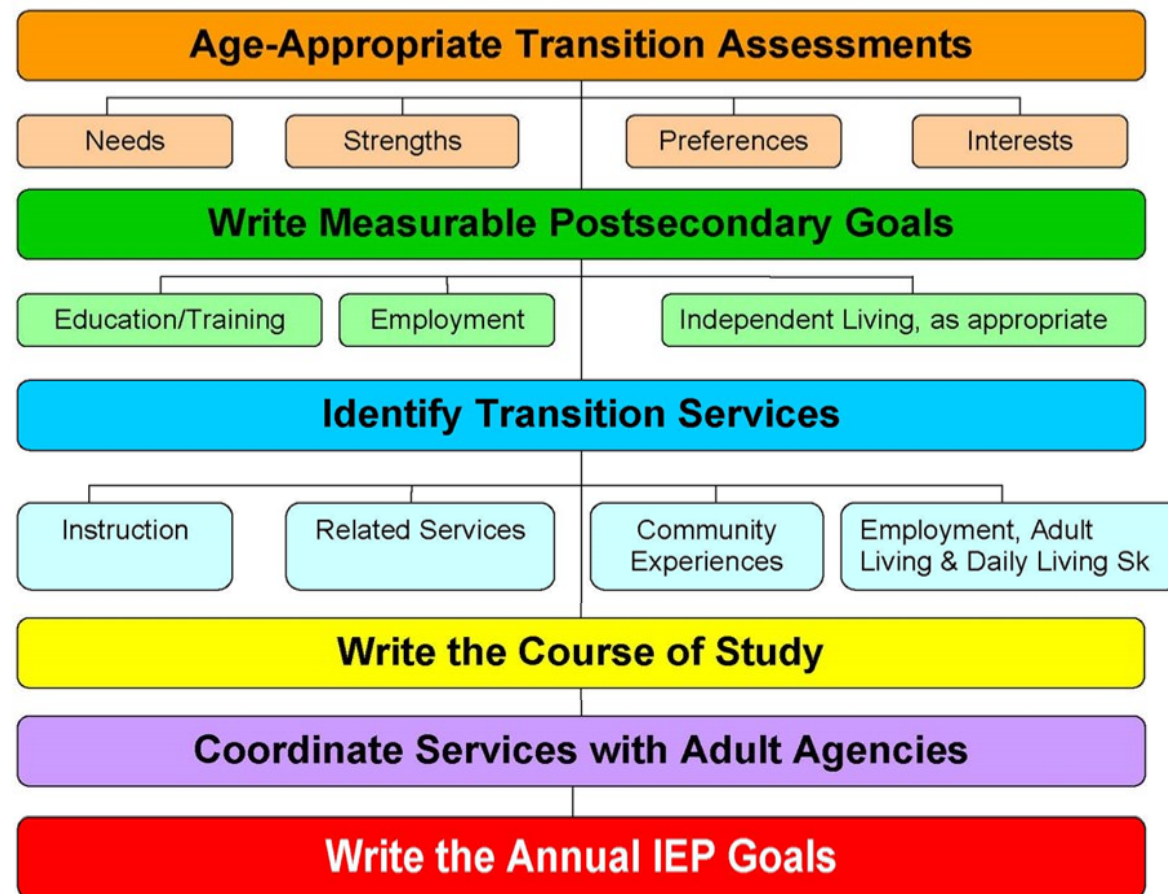 Age-Appropriate Transition Assessments
Needs
Strengths
Preferences
Interests
Write Measurable Postsecondary Goals
Education/Training
Employment
Independent Living, as appropriate
Identify Transition Services
Instruction
Related Services
Community
Experiences
Employment, Adult
Living & Daily Living Sk
Write the Course of Study
Coordinate Services with Adult Agencies
Write the Annual IEP Goals